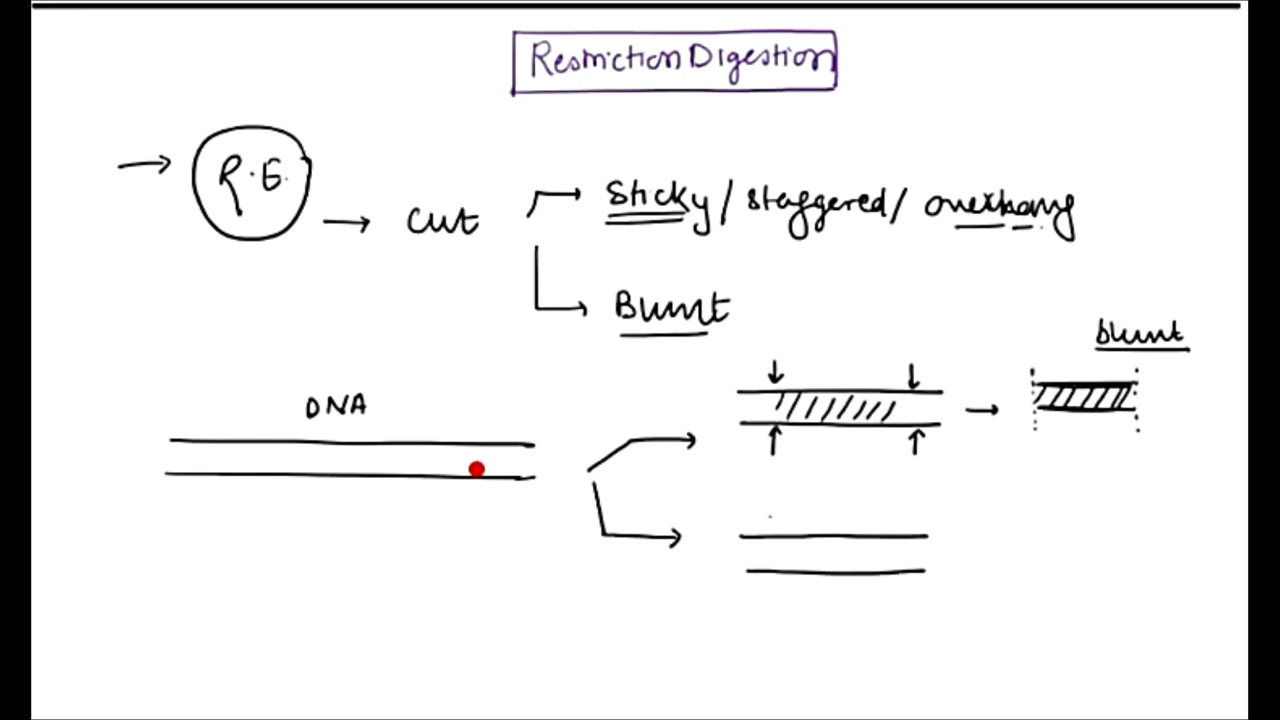 Restriction Digestion
R.E.
cut
Sticky / staggered / overhang
Blunt
blunt
DNA